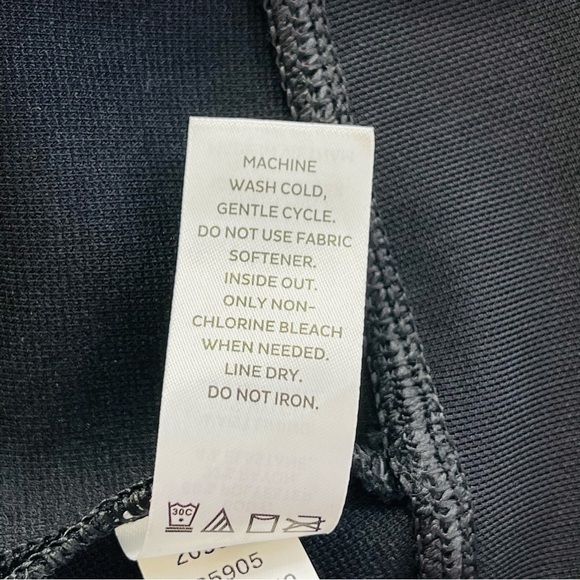 MACHINE
WASH COLD,
GENTLE CYCLE.
DO NOT USE FABRIC
SOFTENER.
INSIDE OUT.
ONLY NON-
CHLORINE BLEACH
WHEN NEEDED.
LINE DRY.
DO NOT IRON.
30C